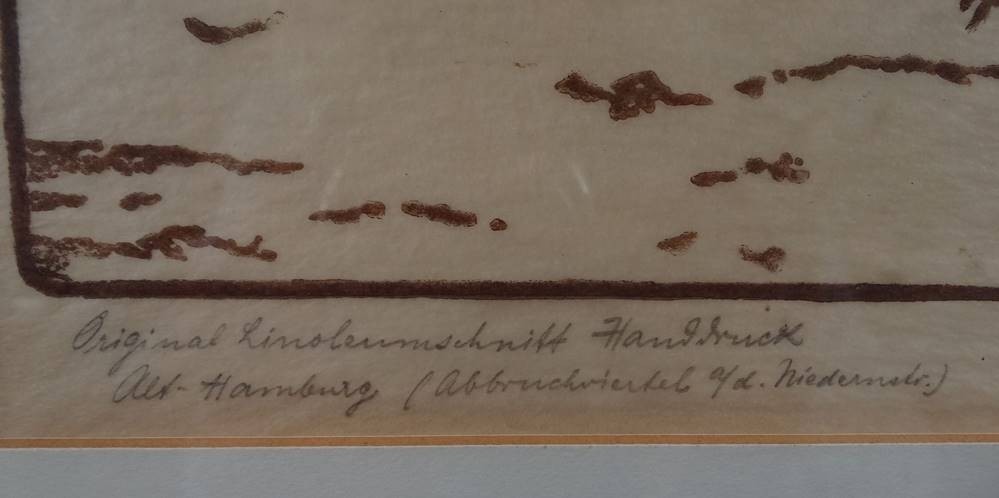 Original Linoleumschnitt Handdruck
Alt-Hamburg (Abbruchviertel a/d. Niedernstr.)